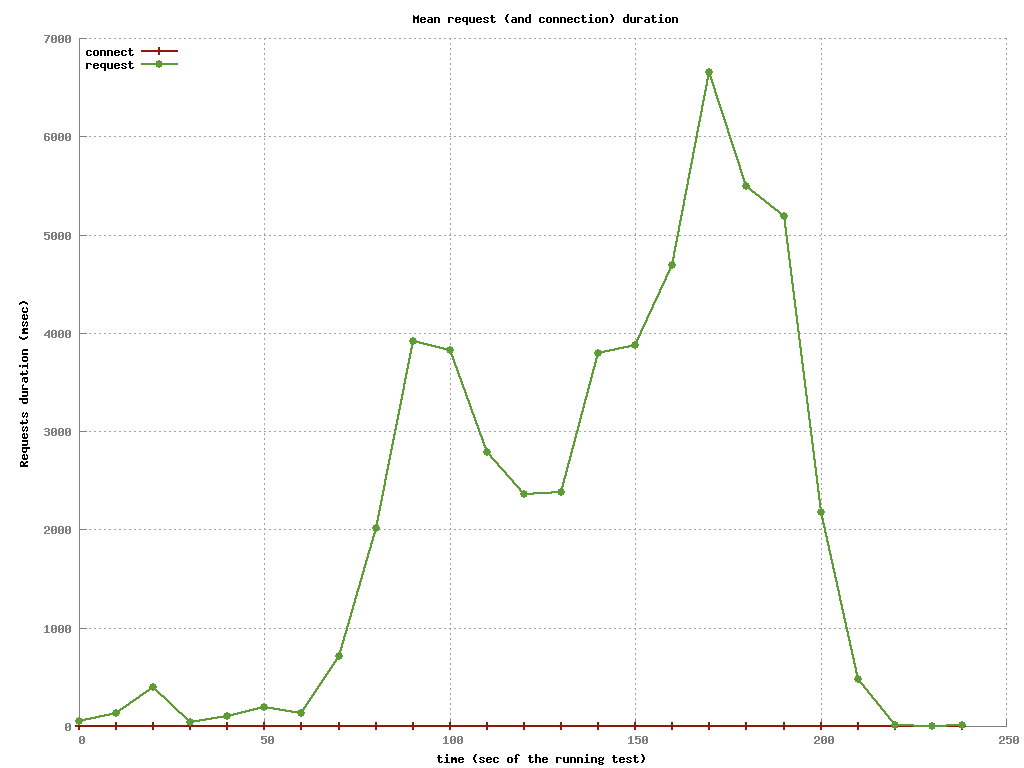 Mean request (and connection) duration
7000
connect
request
6000
5000
4000
3000
2000
1000
0
Requests duration (msec)
0 50 100 150 200 250
time (sec of the running test)